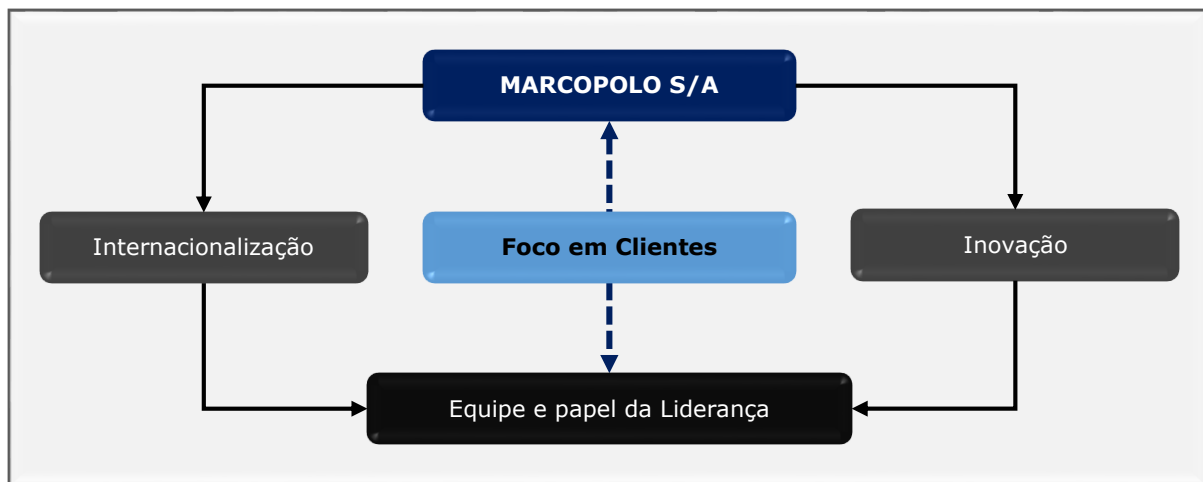 MARCOPOLO S/A
Internacionalização
Foco em Clientes
Inovação
Equipe e papel da Liderança